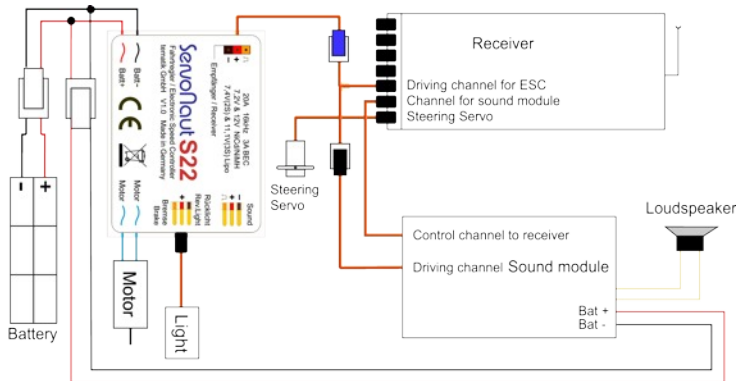 Receiver
Driving channel for ESC
Channel for sound module
Steering Servo
Batt+
Batt-
CE
Motor
Motor
ServoNaut S22
Fahrtregler / Electronic Speed Controller
tematik GmbH V1.0 Made in Germany
20A 16kHz 3A BEC
7,2V & 12V NiCd/NiMH
7,4V(2S) & 11,1V(3S) Lipo
Empfänger / Receiver
- + ⎍
Sound
- + ⎍
Rücklicht
Rev.Light
Bremse
Brake
+
Steering
Servo
- +
Battery
Motor
Light
Control channel to receiver
Driving channel Sound module
Bat +
Bat -
Loudspeaker